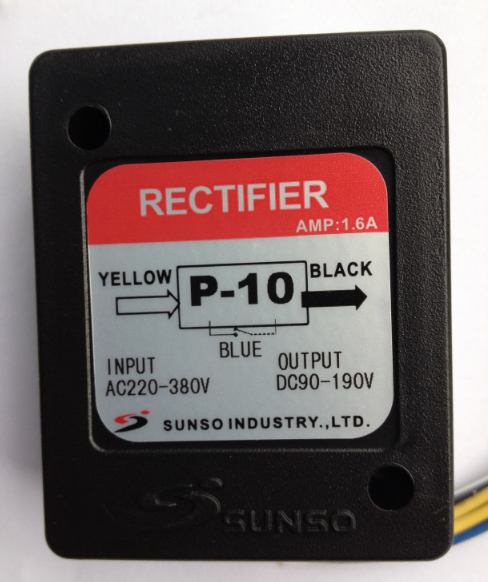 RECTIFIER
AMP:1.6A
YELLOW P-10 BLACK
BLUE
INPUT OUTPUT
AC220-380V DC90-190V
SUNSO INDUSTRY.,LTD.
SUNSO